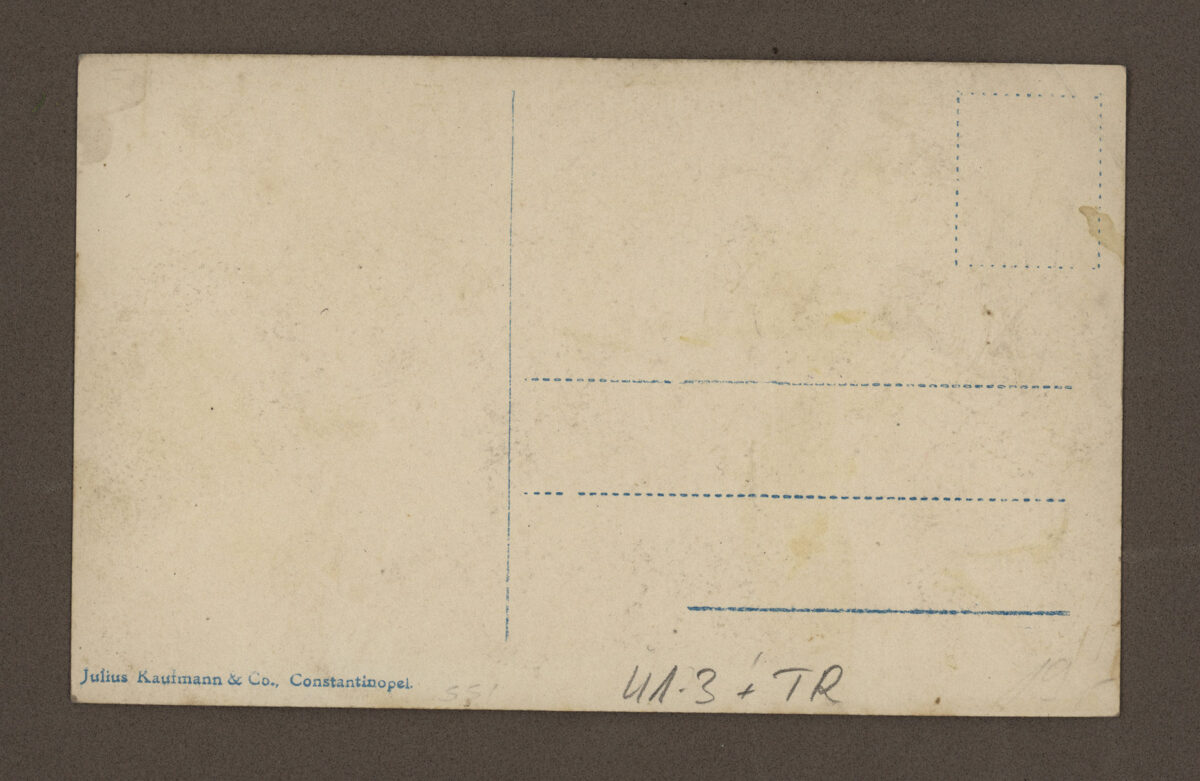 Julius Kaufmann & Co., Constantinopel.
41-3 + TR